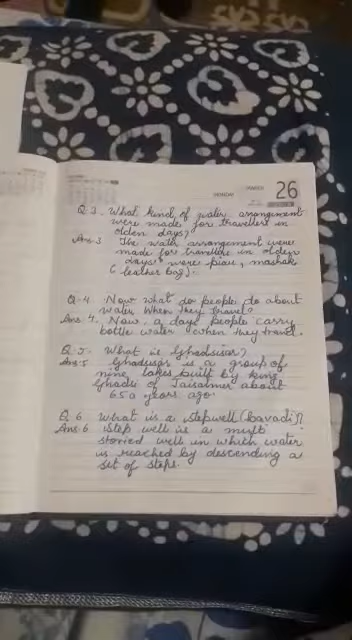 MONDAY MARCH 26
Q 3. What kind of water arrangement
were made for travellers in
olden days?
Ans.3 The water arrangement were
made for travellers in olden
days were piau, mashak
(leather bag).
Q.4 Now what do people do about
water when they travel?
Ans.4. Now a days people carry
bottle water when they travel.
Q.5. What is Ghadsisar?
Ans.5 Ghadsisar is a group of
nine lakes built by King
Ghadsi of Jaisalmer about
650 years ago.
Q.6 What is a stepwell (bavadi)?
Ans.6 Step well is a multi
storied well in which water
is reached by descending a
set of steps.